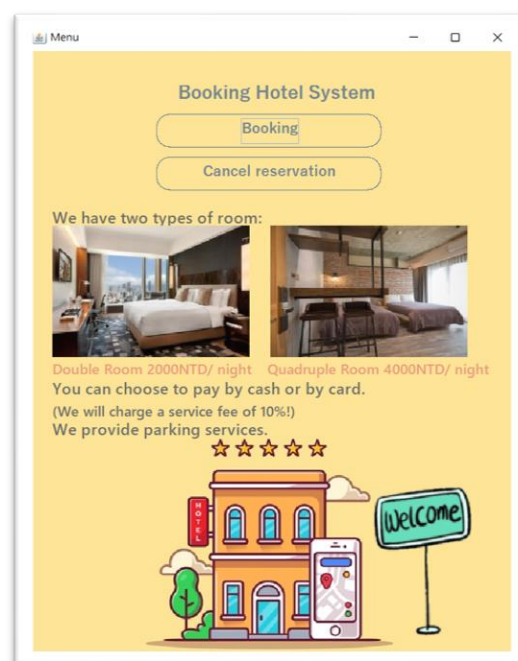 Menu
Booking Hotel System
Booking
Cancel reservation
We have two types of room:
Double Room 2000NTD/ night
Quadruple Room 4000NTD/ night
You can choose to pay by cash or by card.
(We will charge a service fee of 10%!)
We provide parking services.
HOTEL
Welcome